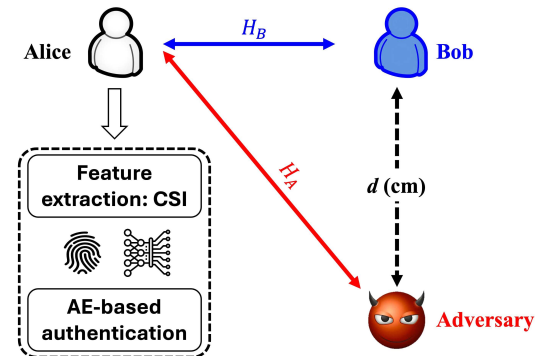 Alice
H_B
Bob
H_A
d (cm)
Feature
extraction: CSI
AE-based
authentication
Adversary